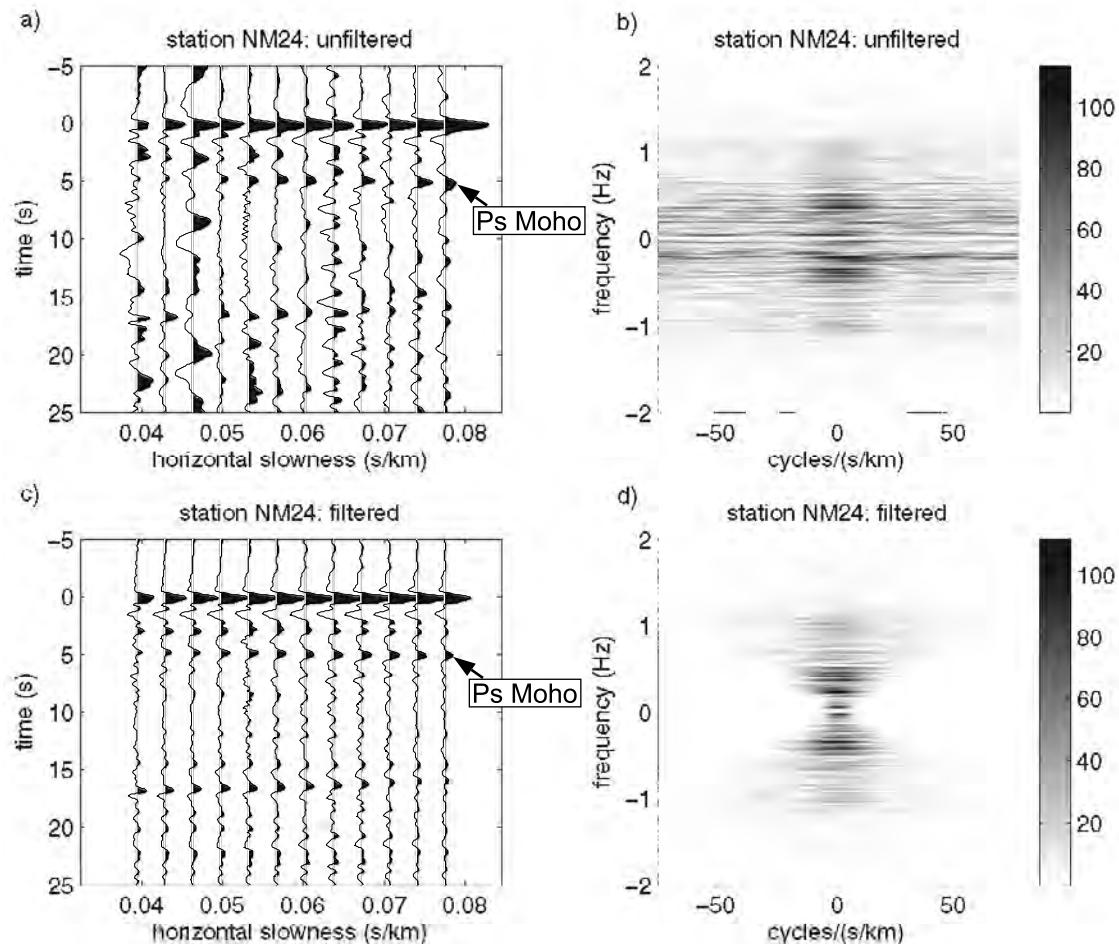 a)
station NM24: unfiltered
-5
0
5
10
15
20
25
time (s)
0.04 0.05 0.06 0.07 0.08
horizontal slowness (s/km)
Ps Moho
b)
station NM24: unfiltered
2
1
0
-1
-2
frequency (Hz)
-50 0 50
cycles/(s/km)
100
80
60
40
20
c)
station NM24: filtered
-5
0
5
10
15
20
25
time (s)
0.04 0.05 0.06 0.07 0.08
horizontal slowness (s/km)
Ps Moho
d)
station NM24: filtered
2
1
0
-1
-2
frequency (Hz)
-50 0 50
cycles/(s/km)
100
80
60
40
20